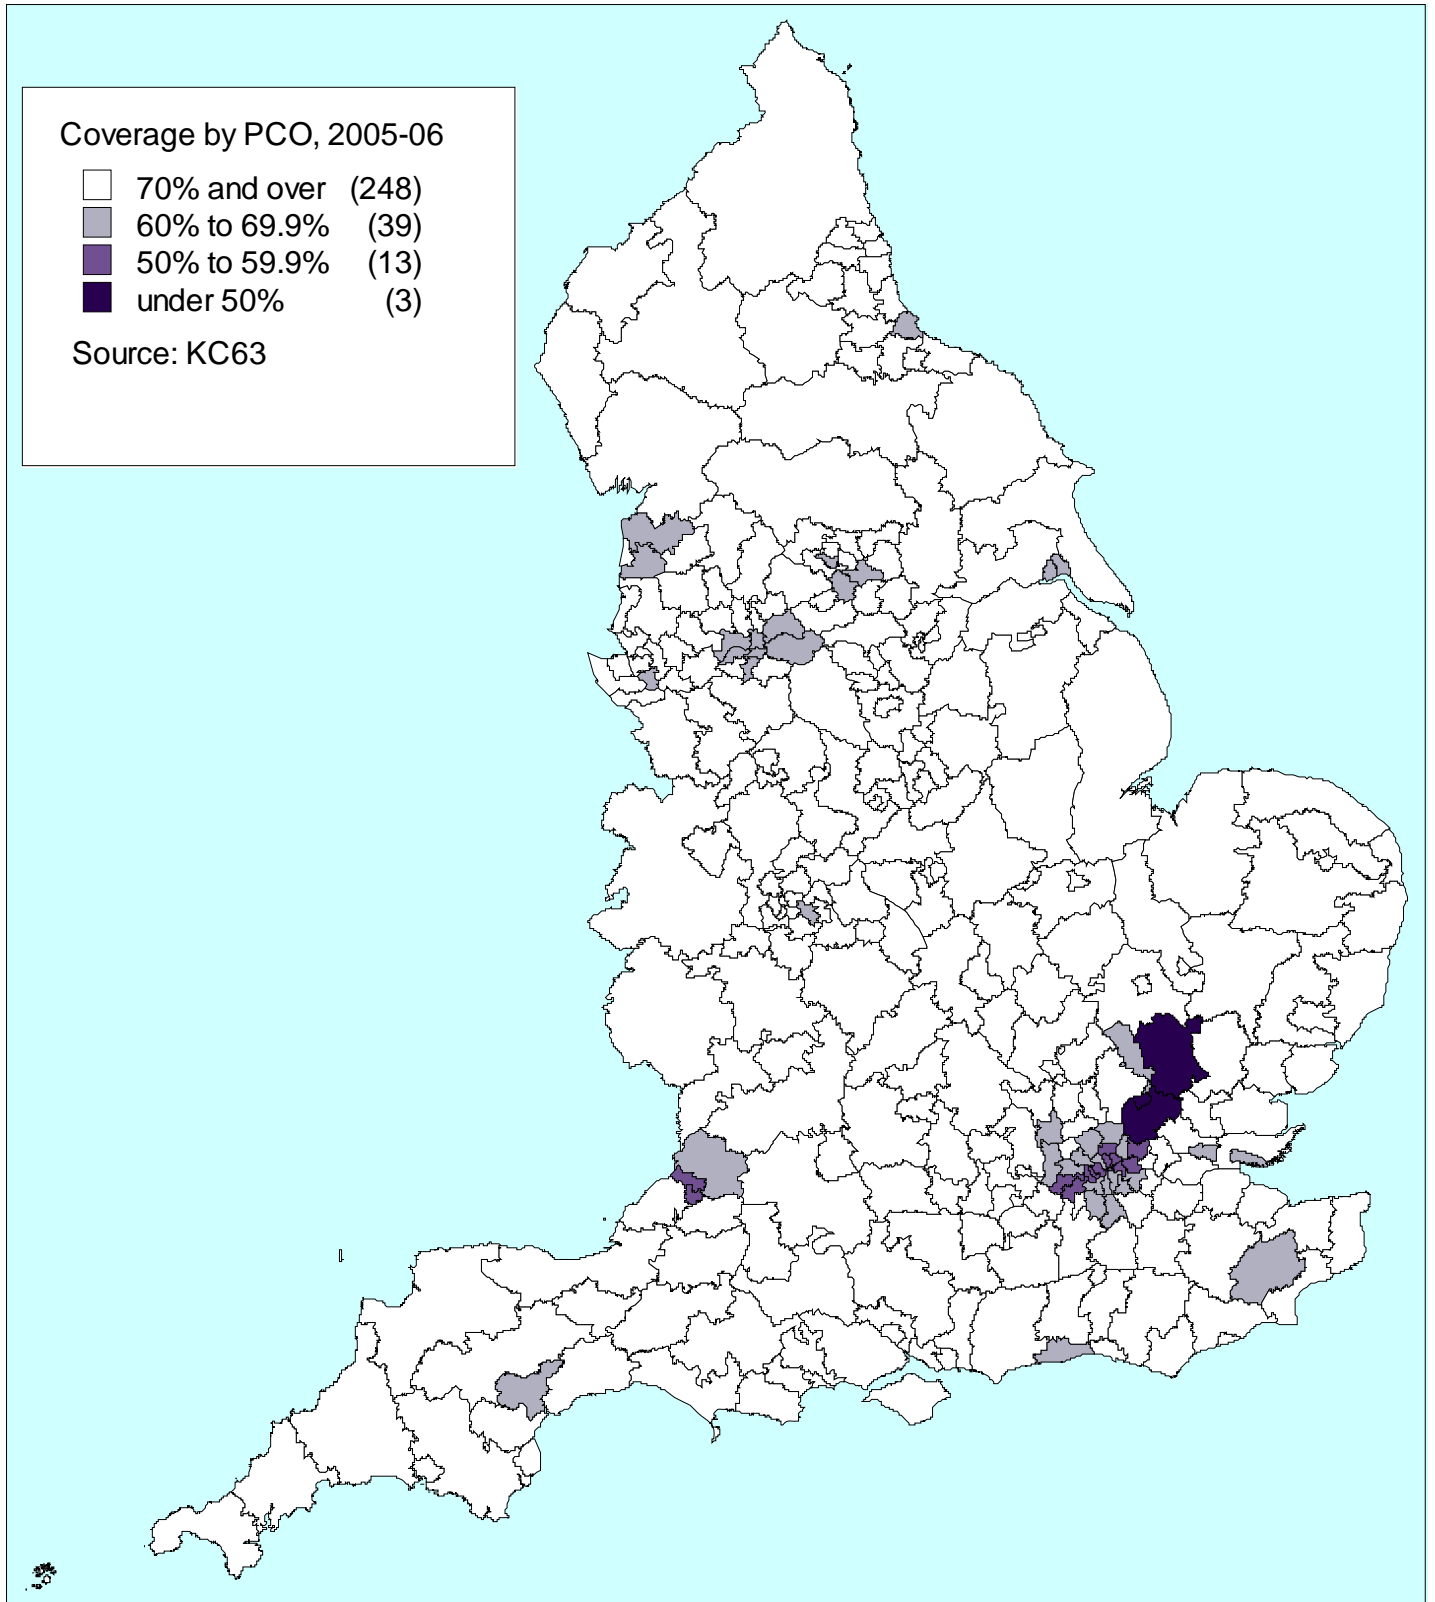 Coverage by PCO, 2005-06
70% and over (248)
60% to 69.9% (39)
50% to 59.9% (13)
under 50% (3)
Source: KC63